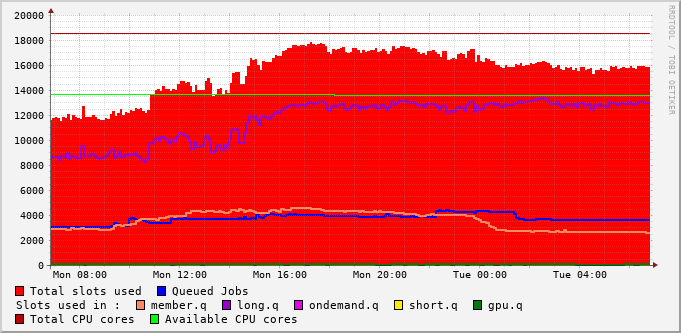 20000
18000
16000
14000
12000
10000
8000
6000
4000
2000
0
Mon 08:00 Mon 12:00 Mon 16:00 Mon 20:00 Tue 00:00 Tue 04:00
RRDTOOL / TOBI OETIKER
Total slots used Queued Jobs
Slots used in : member.q long.q ondemand.q short.q gpu.q
Total CPU cores Available CPU cores